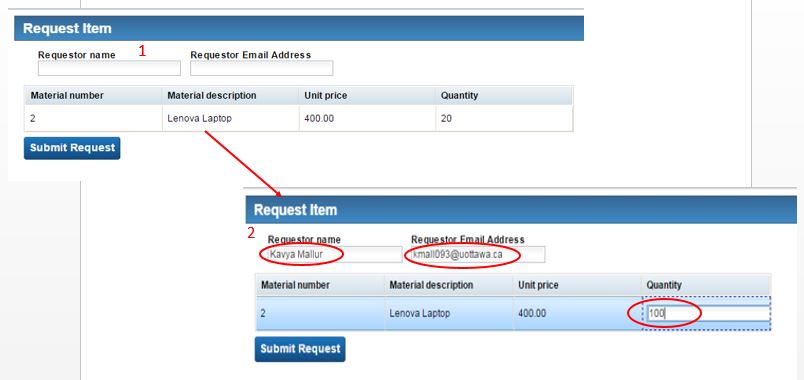 Request Item
Requestor name 1 Requestor Email Address
Material number Material description Unit price Quantity
2 Lenova Laptop 400.00 20
Submit Request
Request Item
2
Requestor name Requestor Email Address
Kavya Mallur kmall093@uottawa.ca
Material number Material description Unit price Quantity
2 Lenova Laptop 400.00 100
Submit Request